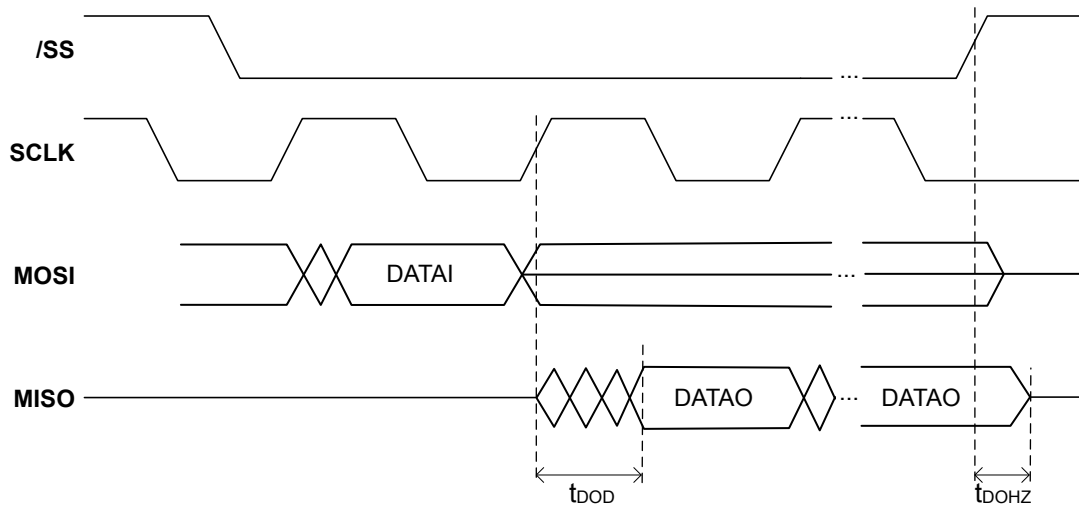 /SS
...
SCLK
...
MOSI
DATAI
...
MISO
DATAO
...
DATAO
tDOD
tDOHZ